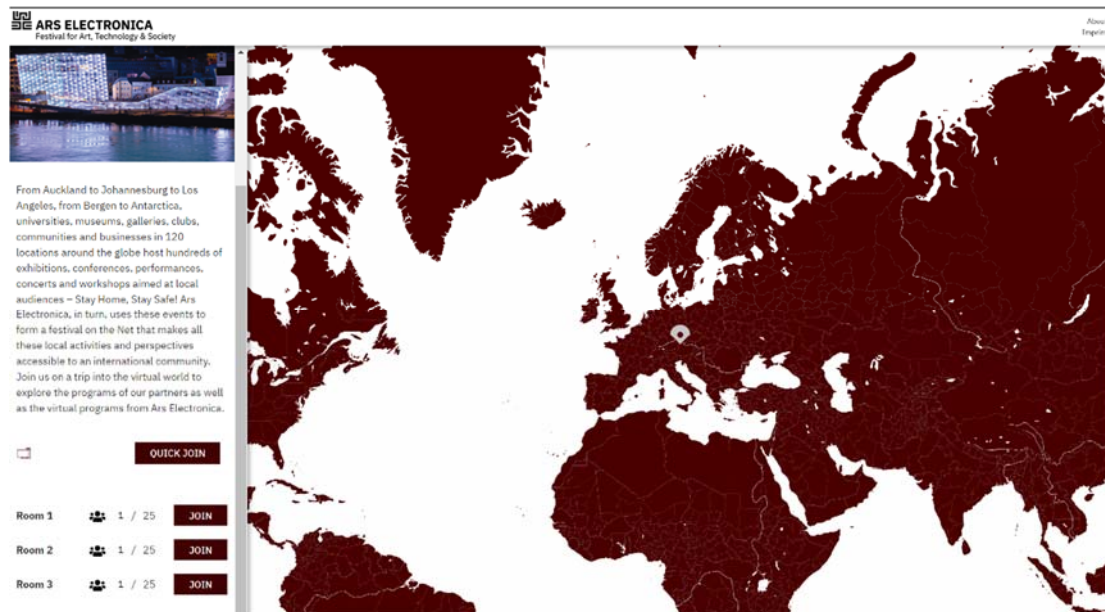 ARS ELECTRONICA
Festival for Art, Technology & Society
About
Imprint
From Auckland to Johannesburg to Los
Angeles, from Bergen to Antarctica,
universities, museums, galleries, clubs,
communities and businesses in 120
locations around the globe host hundreds of
exhibitions, conferences, performances,
concerts and workshops aimed at local
audiences – Stay Home, Stay Safe! Ars
Electronica, in turn, uses these events to
form a festival on the Net that makes all
these local activities and perspectives
accessible to an international community.
Join us on a trip into the virtual world to
explore the programs of our partners as well
as the virtual programs from Ars Electronica.
QUICK JOIN
Room 1 1 / 25 JOIN
Room 2 1 / 25 JOIN
Room 3 1 / 25 JOIN